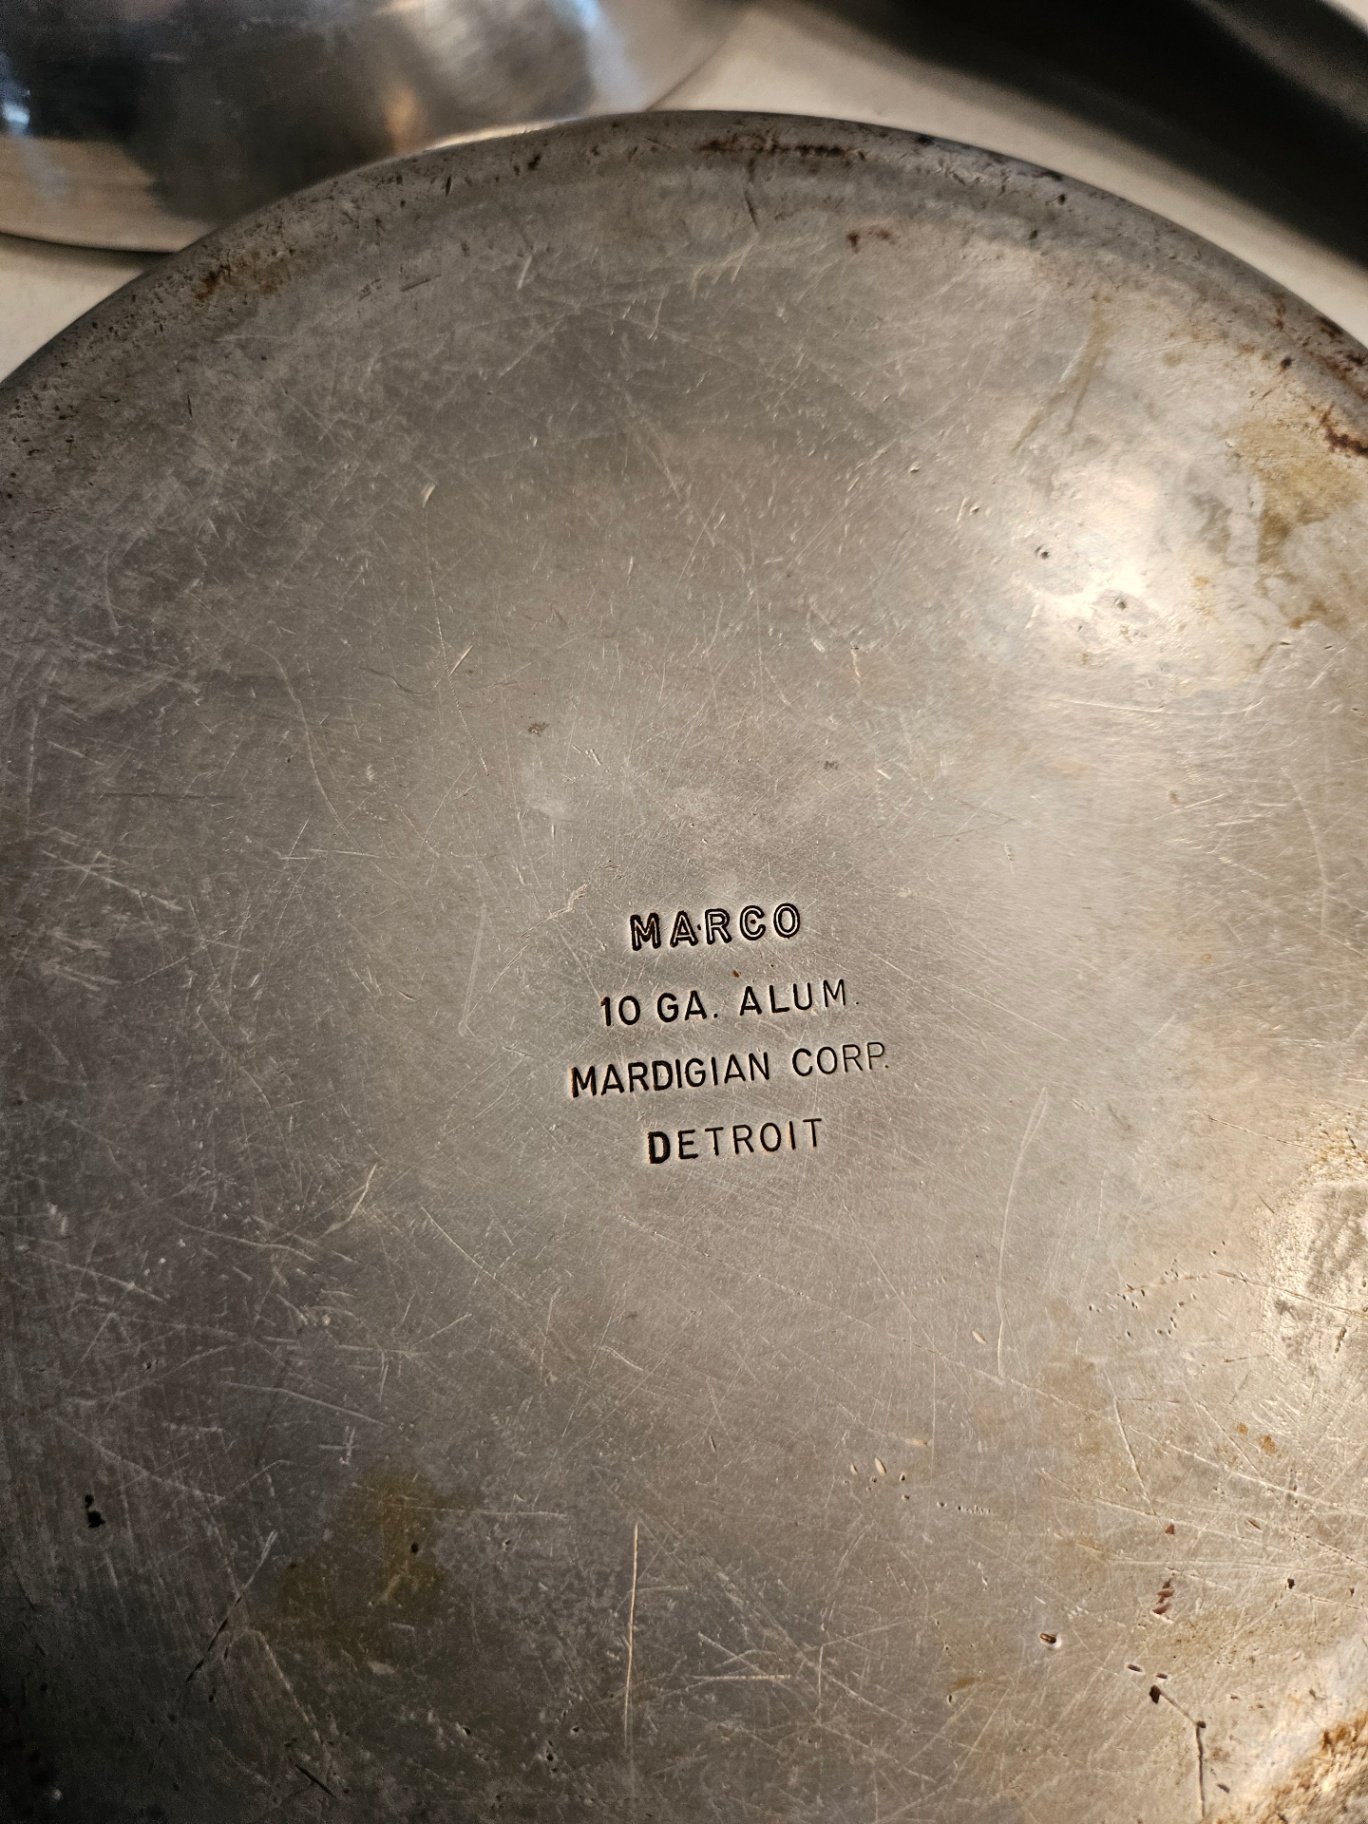 MARCO
10 GA. ALUM.
MARDIGIAN CORP.
DETROIT